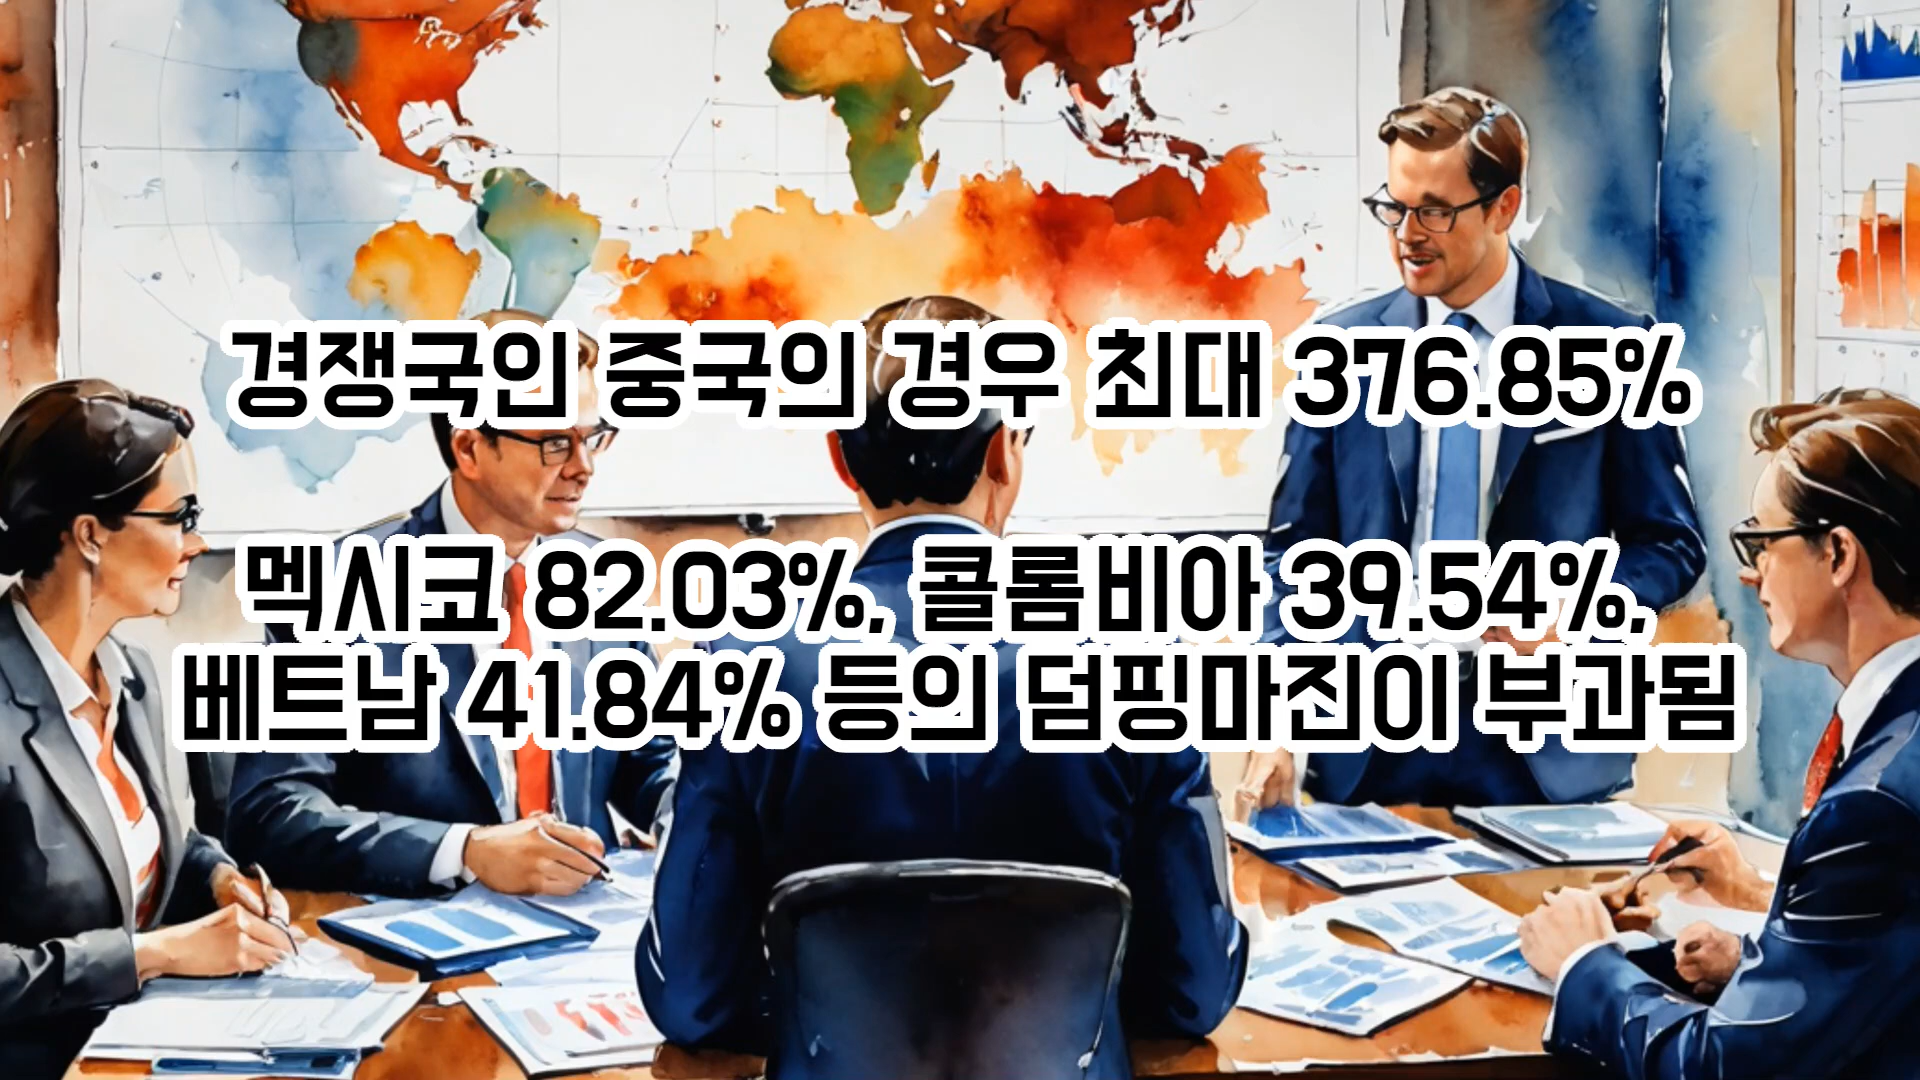 경쟁국인 중국의 경우 최대 376.85%
멕시코 82.03%, 콜롬비아 39.54%,
베트남 41.84% 등의 덤핑마진이 부과됨